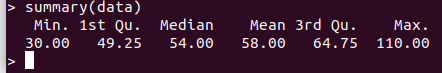 > summary(data)
   Min. 1st Qu.  Median    Mean 3rd Qu.    Max.
  30.00   49.25   54.00   58.00   64.75  110.00
>